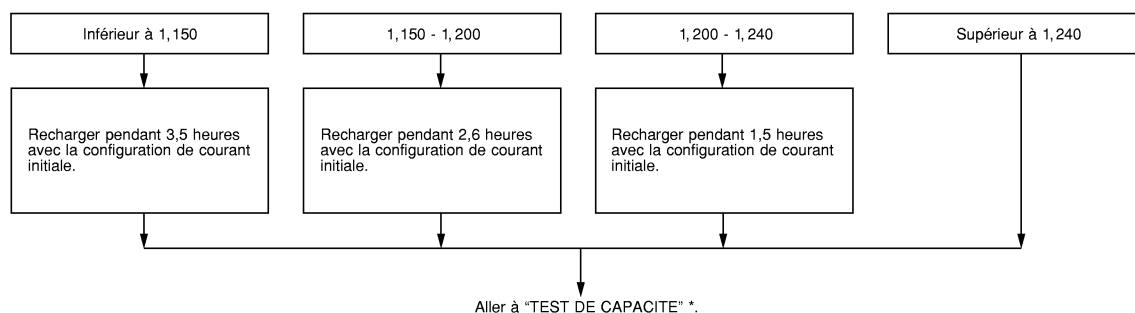 Inférieur à 1,150
1,150 - 1,200
1,200 - 1,240
Supérieur à 1,240
Recharger pendant 3,5 heures
avec la configuration de courant
initiale.
Recharger pendant 2,6 heures
avec la configuration de courant
initiale.
Recharger pendant 1,5 heures
avec la configuration de courant
initiale.
Aller à “TEST DE CAPACITE” *.